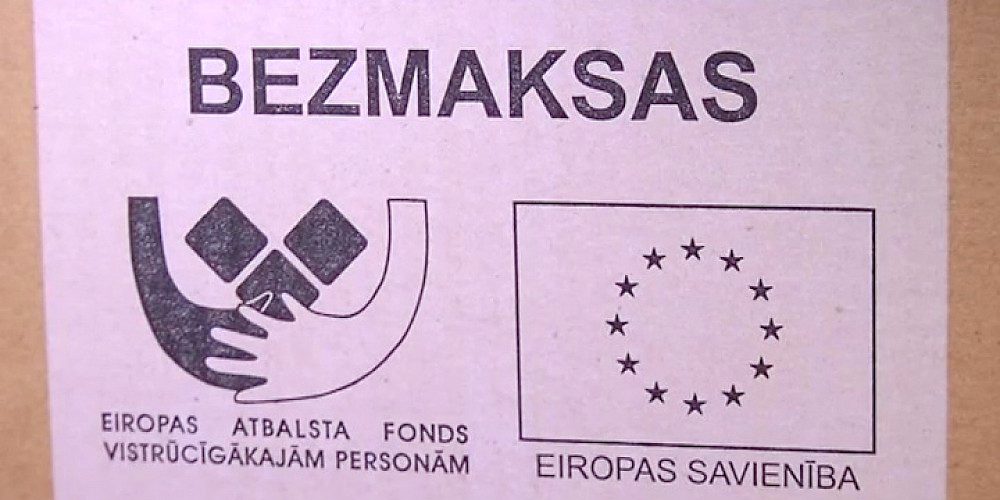 BEZMAKSAS
EIROPAS ATBALSTA FONDS
VISTRŪCĪGĀKAJĀM PERSONĀM
EIROPAS SAVIENĪBA